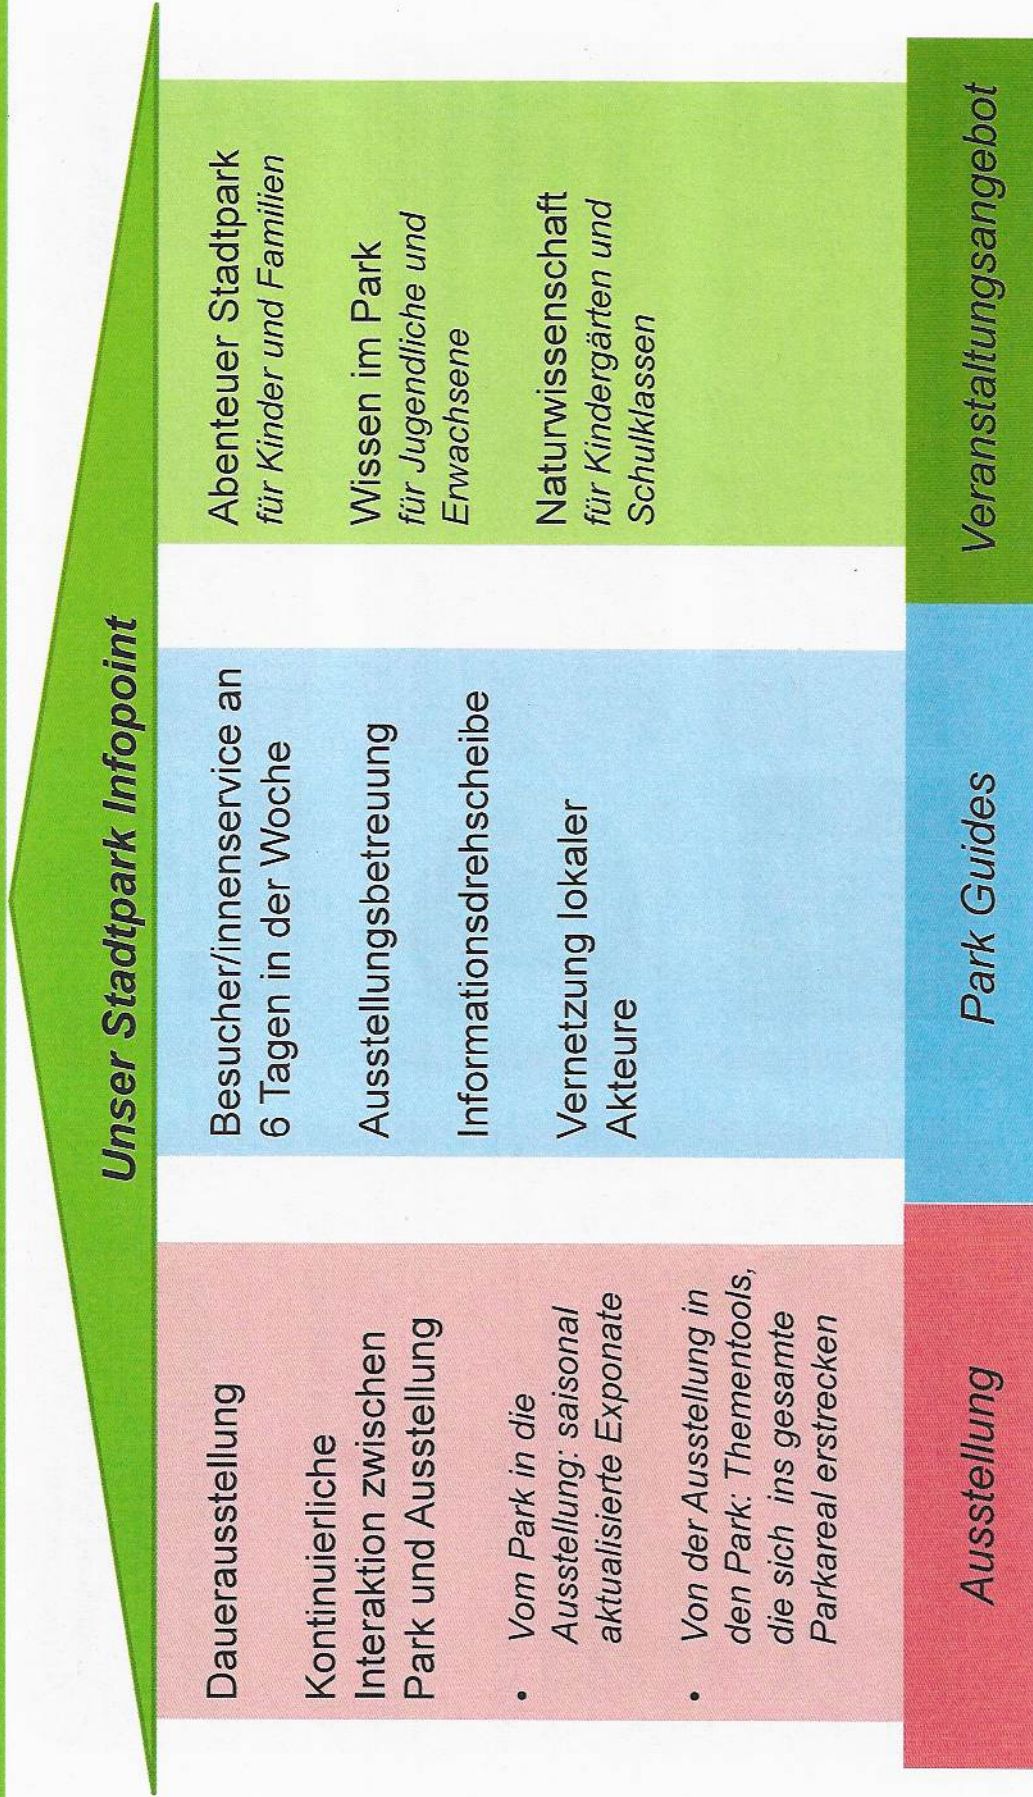 Unser Stadtpark Infopoint
Dauerausstellung
Kontinuierliche
Interaktion zwischen
Park und Ausstellung
• Vom Park in die
Ausstellung: saisonal
aktualisierte Exponate
• Von der Ausstellung in
den Park: Thementools,
die sich ins gesamte
Parkareal erstrecken
Ausstellung
Besucher/innenservice an
6 Tagen in der Woche
Ausstellungsbetreuung
Informationsdrehscheibe
Vernetzung lokaler
Akteure
Park Guides
Abenteuer Stadtpark
für Kinder und Familien
Wissen im Park
für Jugendliche und
Erwachsene
Naturwissenschaft
für Kindergärten und
Schulklassen
Veranstaltungsangebot